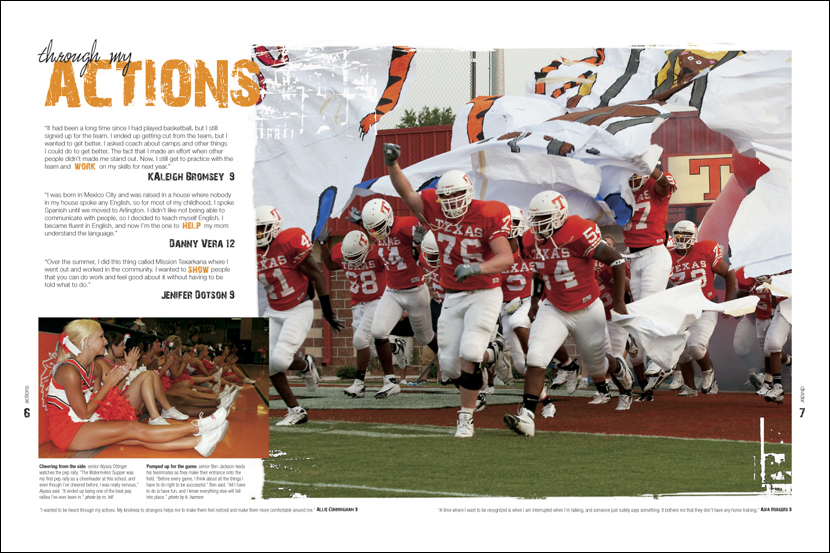 through my
ACTIONS
"It had been a long time since I had played basketball, but I still
signed up for the team. I ended up getting cut from the team, but I
wanted to get better. I asked coach about camps and other things
I could do to get better. The fact that I made an effort when other
people didn't made me stand out. Now, I still get to practice with the
team and WORK on my skills for next year."
KALEIGH BROMSEY 9
"I was born in Mexico City and was raised in a house where nobody
in my house spoke any English, so for most of my childhood, I spoke
Spanish until we moved to Arlington. I didn't like not being able to
communicate with people, so I decided to teach myself English. I
became fluent in English, and now I'm the one to HELP my mom
understand the language."
DANNY VERA 12
"Over the summer, I did this thing called Mission Texarkana where I
went out and worked in the community. I wanted to SHOW people
that you can do work and feel good about it without having to be
told what to do."
JENIFER DOTSON 9
actions
6
Cheering from the side, senior Alyssa Ottinger
watches the pep rally. "The Watermelon Supper was
my first pep rally as a cheerleader at this school, and
even though I've cheered before, I was really nervous,"
Alyssa said. "It ended up being one of the best pep
rallies I've ever been in." photo by m. hill
Pumped up for the game, senior Ben Jackson leads
his teammates as they make their entrance onto the
field. "Before every game, I think about all the things I
have to do right to be successful," Ben said. "All I have
to do is have fun, and I know everything else will fall
into place." photo by k. harmon
"I wanted to be heard through my actions. My kindness to strangers helps me to make them feel noticed and make them more comfortable around me." ALLIE CUNNINGHAM 9
"A time where I want to be recognized is when I am interrupted when I'm talking, and someone just rudely says something. It bothers me that they don't have any home training." ASIA RODGERS 9
divider
7
T
TEXAS
76
TEXAS
54
TEXAS
14
TEXAS
88
7